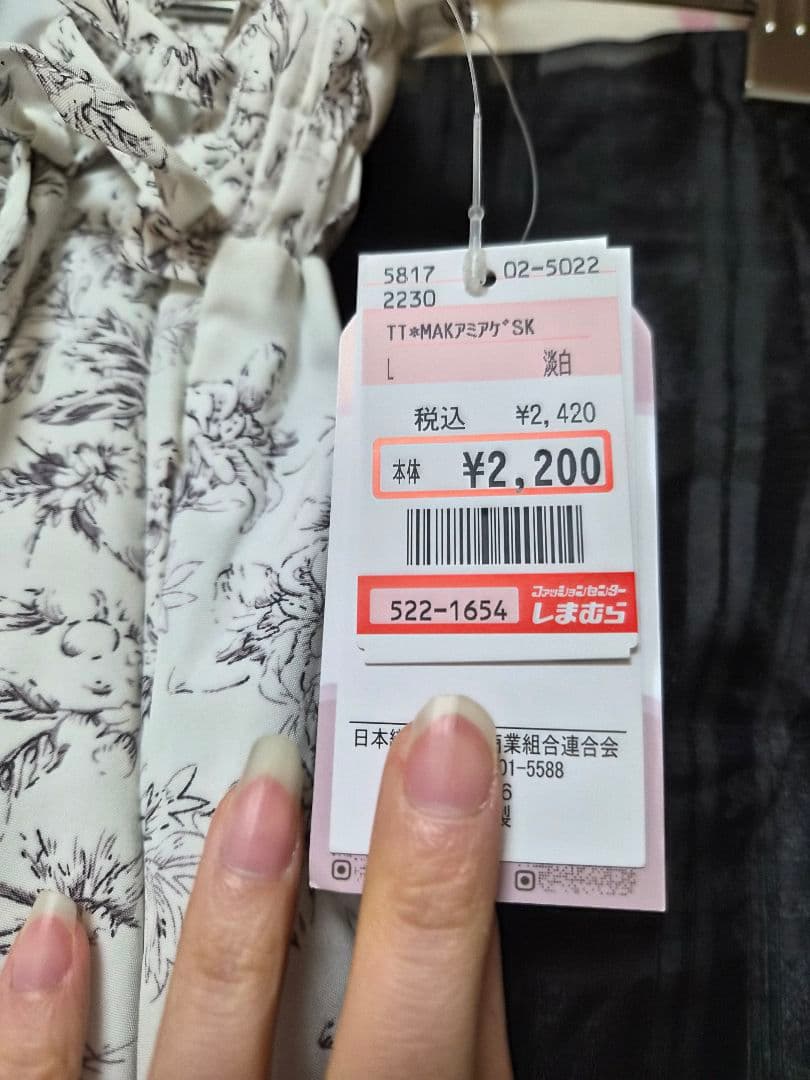 5817 02-5022
2230
TT*MAKアミアゲSK
L 淡白
税込 ¥2,420
本体 ¥2,200
522-1654 ファッションセンター
しまむら
日本 商業組合連合会
01-5588
6
製